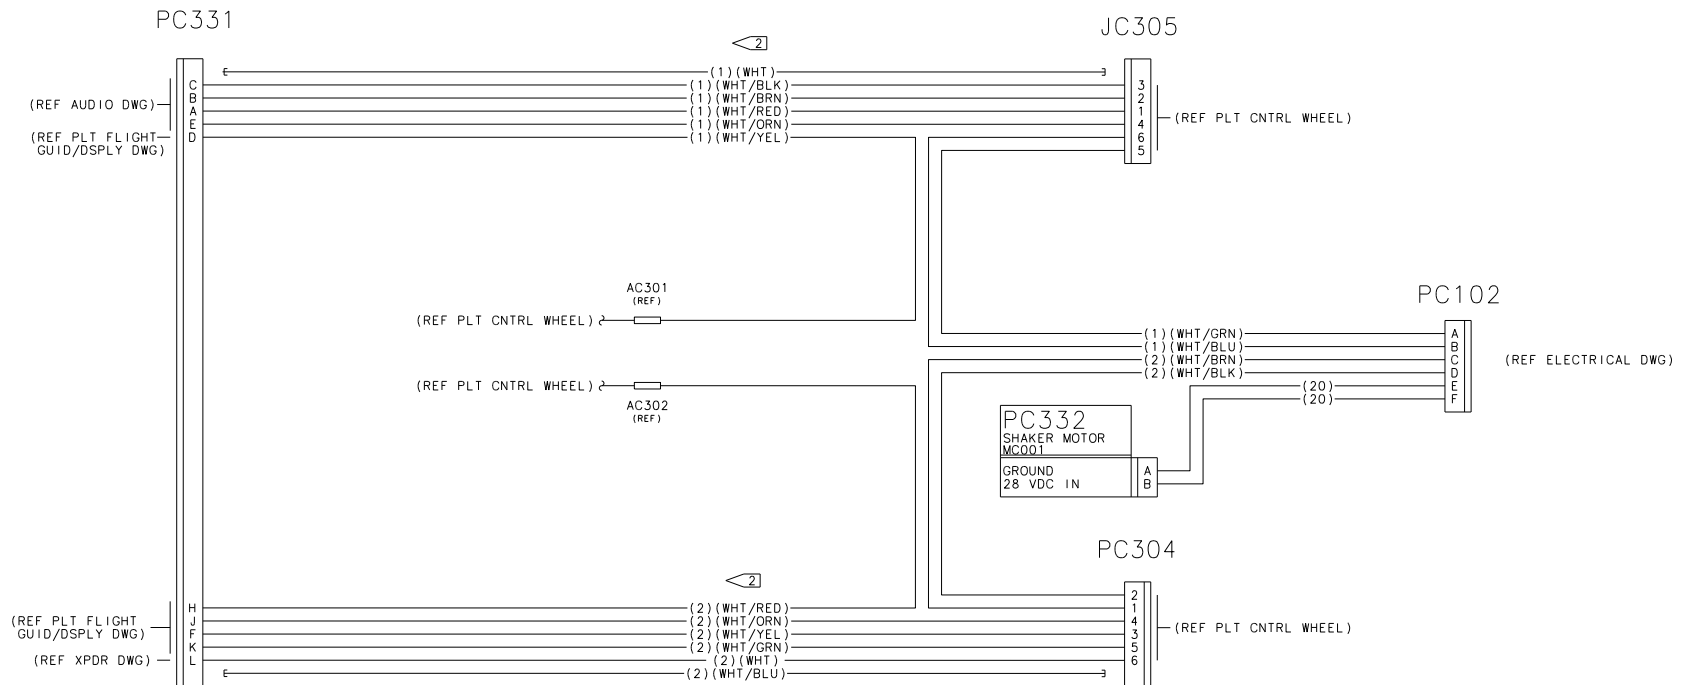 PC331
JC305
2
(1)(WHT)
C (1)(WHT/BLK) 3
B (1)(WHT/BRN) 2
(REF AUDIO DWG)
A (1)(WHT/RED) 1
E (1)(WHT/ORN) 4
(REF PLT CNTRL WHEEL)
(REF PLT FLIGHT
GUID/DSPLY DWG)
D (1)(WHT/YEL) 6
5
AC301
(REF)
(REF PLT CNTRL WHEEL)
PC102
(1)(WHT/GRN) A
(1)(WHT/BLU) B
(2)(WHT/BRN) C
(REF ELECTRICAL DWG)
(2)(WHT/BLK) D
(20) E
(20) F
(REF PLT CNTRL WHEEL)
AC302
(REF)
PC332
SHAKER MOTOR
MC001
GROUND A
28 VDC IN B
PC304
2
2
H (2)(WHT/RED) 1
J (2)(WHT/ORN) 4
(REF PLT FLIGHT
GUID/DSPLY DWG)
F (2)(WHT/YEL) 3
(REF PLT CNTRL WHEEL)
K (2)(WHT/GRN) 5
(REF XPDR DWG) L (2)(WHT) 6
(2)(WHT/BLU)